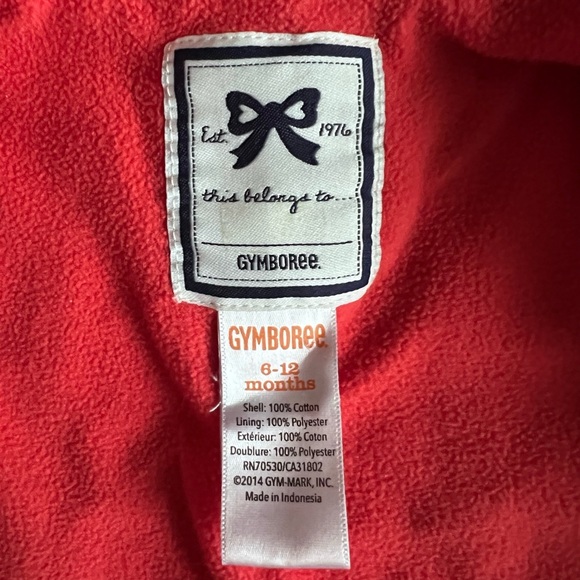 Est. 1976
this belongs to...
GYMBOREE.
GYMBOREE.
6-12
months
Shell: 100% Cotton
Lining: 100% Polyester
Extérieur: 100% Coton
Doublure: 100% Polyester
RN70530/CA31802
©2014 GYM-MARK, INC.
Made in Indonesia